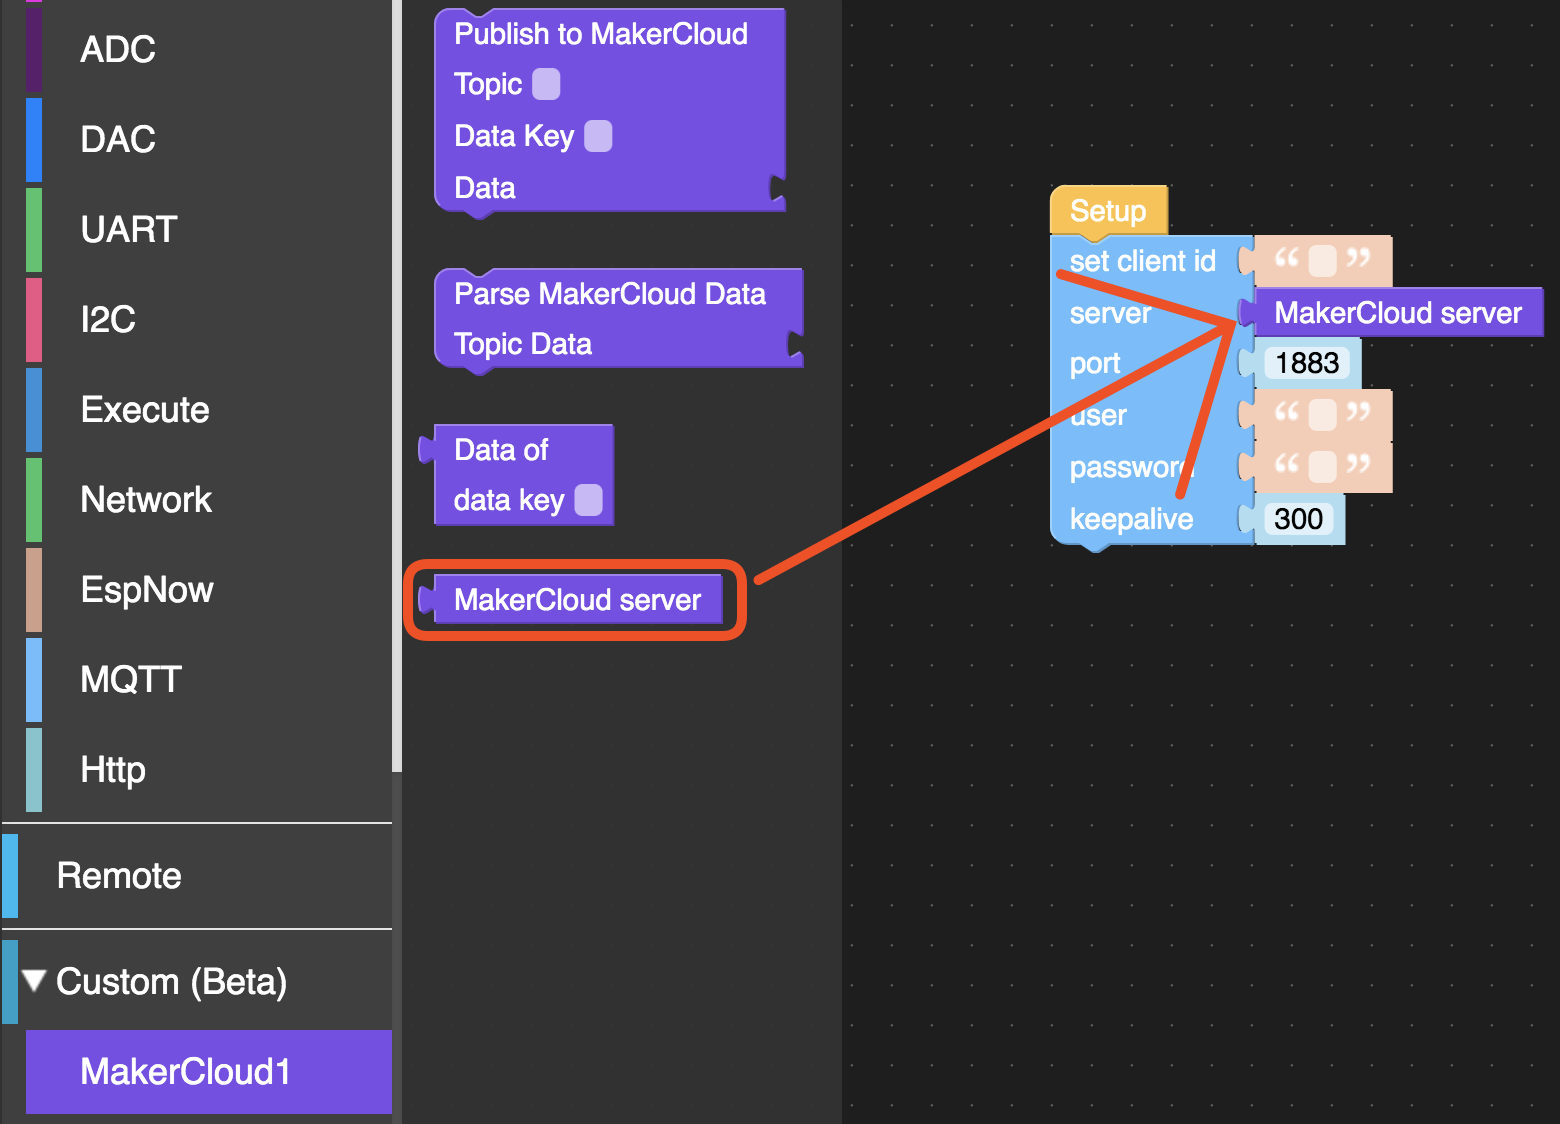 ADC
DAC
UART
I2C
Execute
Network
EspNow
MQTT
Http
Remote
Custom (Beta)
MakerCloud1
Publish to MakerCloud
Topic
Data Key
Data
Parse MakerCloud Data
Topic Data
Data of
data key
MakerCloud server
Setup
set client id “ ”
server MakerCloud server
port 1883
user “ ”
password “ ”
keepalive 300